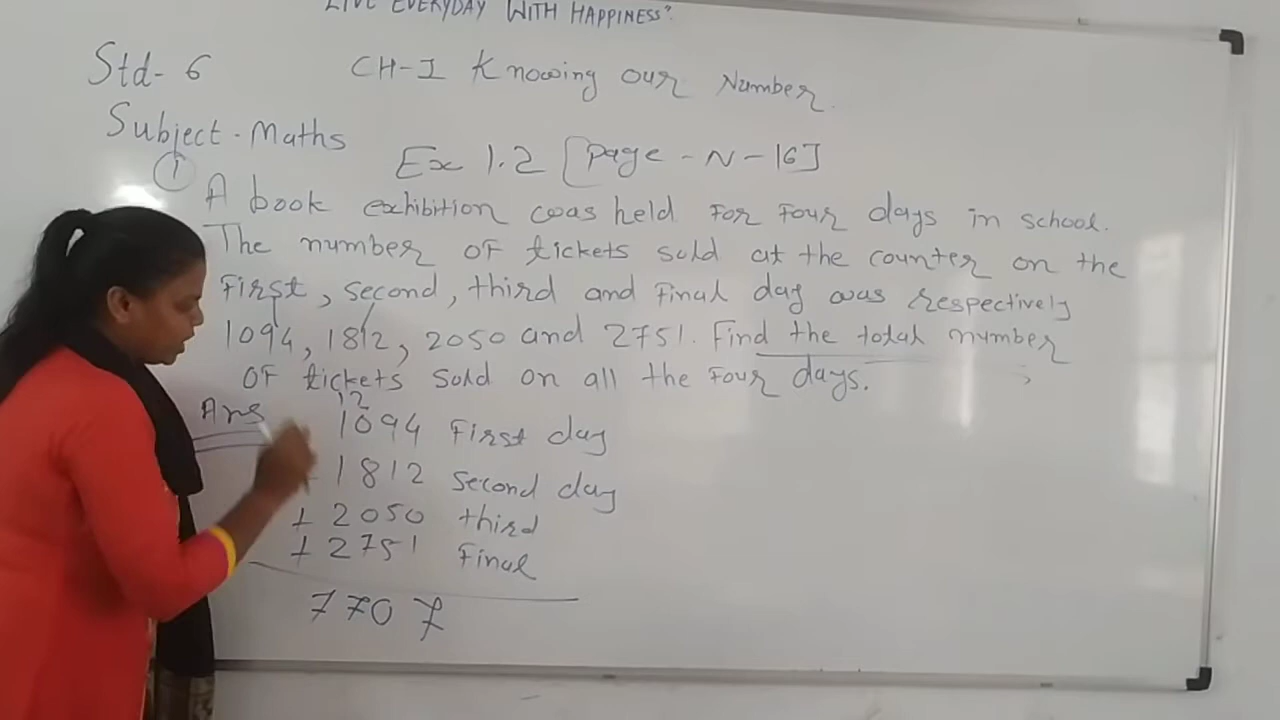 "LIVE EVERYDAY WITH HAPPINESS".
Std- 6
CH-I Knowing our Number.
Subject - Maths
Ex 1.2 [Page - N - 16]
① A book exhibition was held For Four days in school.
The number OF tickets sold at the counter on the
First, second, third and Final day was respectively
1094, 1812, 2050 and 2751. Find the total number
OF tickets sold on all the Four days.
Ans
12
1094 First day
1812 Second day
+ 2050 third
+ 2751 Final
7707